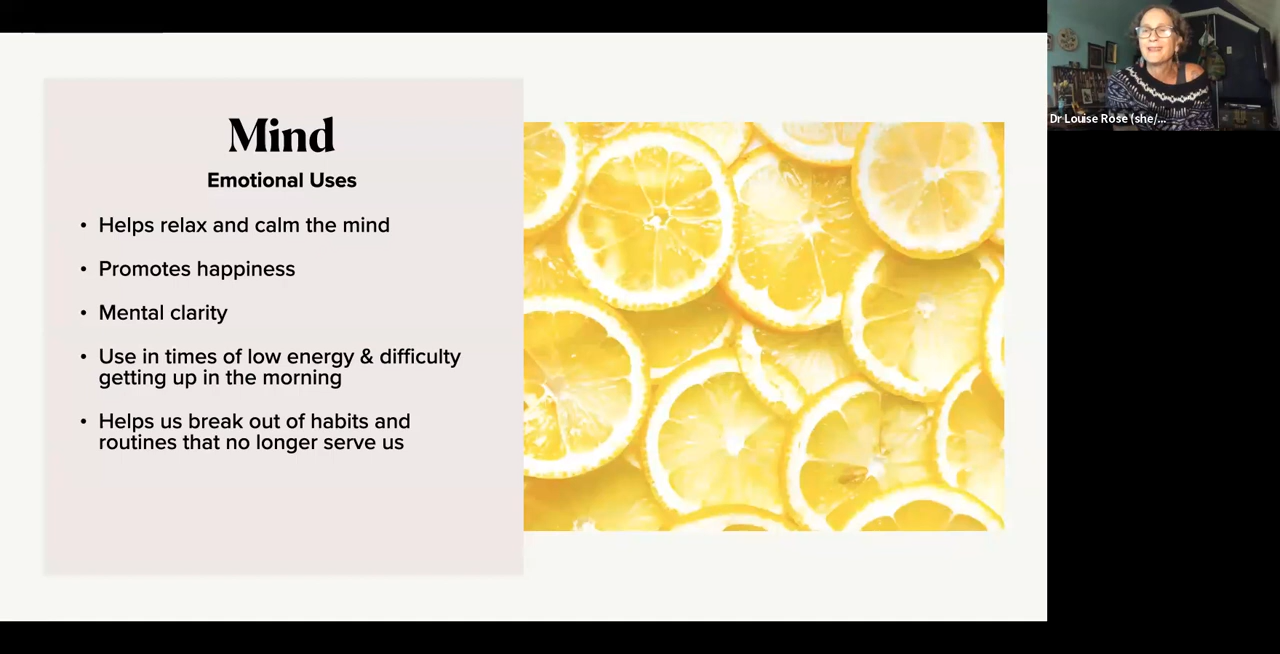 Mind
Emotional Uses
• Helps relax and calm the mind
• Promotes happiness
• Mental clarity
• Use in times of low energy & difficulty
getting up in the morning
• Helps us break out of habits and
routines that no longer serve us
Dr Louise Rose (she/...